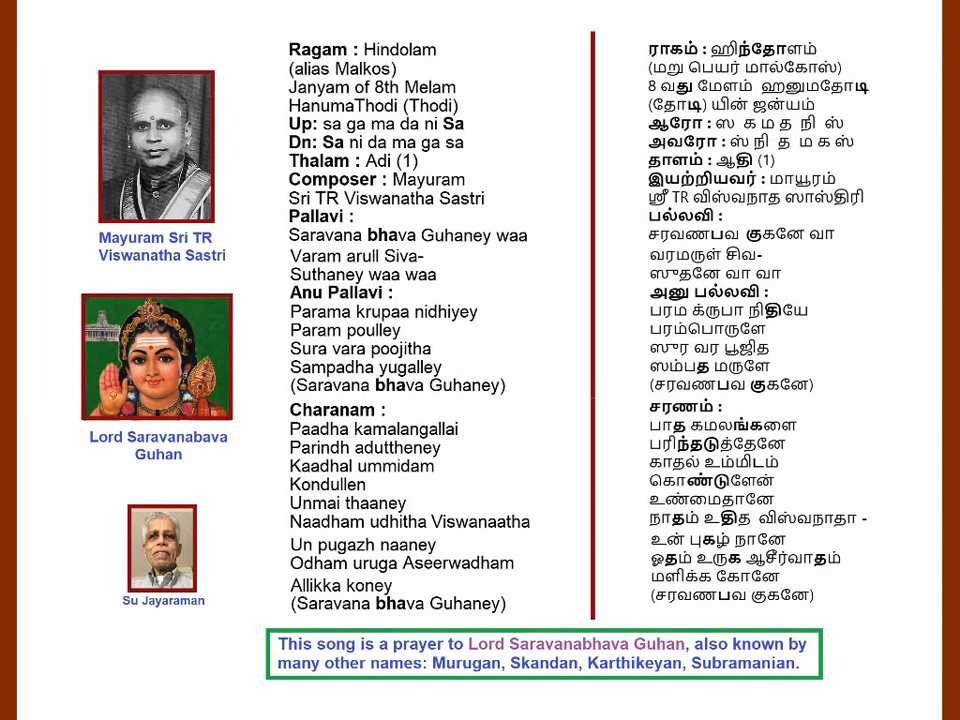 Mayuram Sri TR
Viswanatha Sastri
Lord Saravanabava
Guhan
Su Jayaraman
Ragam : Hindolam
(alias Malkos)
Janyam of 8th Melam
HanumaThodi (Thodi)
Up: sa ga ma da ni Sa
Dn: Sa ni da ma ga sa
Thalam : Adi (1)
Composer : Mayuram
Sri TR Viswanatha Sastri
Pallavi :
Saravana bhava Guhaney waa
Varam arull Siva-
Suthaney waa waa
Anu Pallavi :
Parama krupaa nidhiyey
Param poulley
Sura vara poojitha
Sampadha yugalley
(Saravana bhava Guhaney)
Charanam :
Paadha kamalangallai
Parindh aduttheney
Kaadhal ummidam
Kondullen
Unmai thaaney
Naadham udhitha Viswanaatha
Un pugazh naaney
Odham uruga Aseerwadham
Allikka koney
(Saravana bhava Guhaney)
ராகம் : ஹிந்தோளம்
(மறு பெயர் மால்கோஸ்)
8 வது மேளம் ஹனுமதோடி
(தோடி) யின் ஜன்யம்
ஆரோ : ஸ க ம த நி ஸ்
அவரோ : ஸ் நி த ம க ஸ்
தாளம் : ஆதி (1)
இயற்றியவர் : மாயூரம்
ஸ்ரீ TR விஸ்வநாத ஸாஸ்திரி
பல்லவி :
சரவணபவ குகனே வா
வரமருள் சிவ-
ஸுதனே வா வா
அனு பல்லவி :
பரம க்ருபா நிதியே
பரம்பொருளே
ஸுர வர பூஜித
ஸம்பத மருளே
(சரவணபவ குகனே)
சரணம் :
பாத கமலங்களை
பரிந்தடுத்தேனே
காதல் உம்மிடம்
கொண்டுளேன்
உண்மைதானே
நாதம் உதித விஸ்வநாதா -
உன் புகழ் நானே
ஓதம் உருக ஆசீர்வாதம்
மளிக்க கோனே
(சரவணபவ குகனே)
This song is a prayer to Lord Saravanabhava Guhan, also known by
many other names: Murugan, Skandan, Karthikeyan, Subramanian.